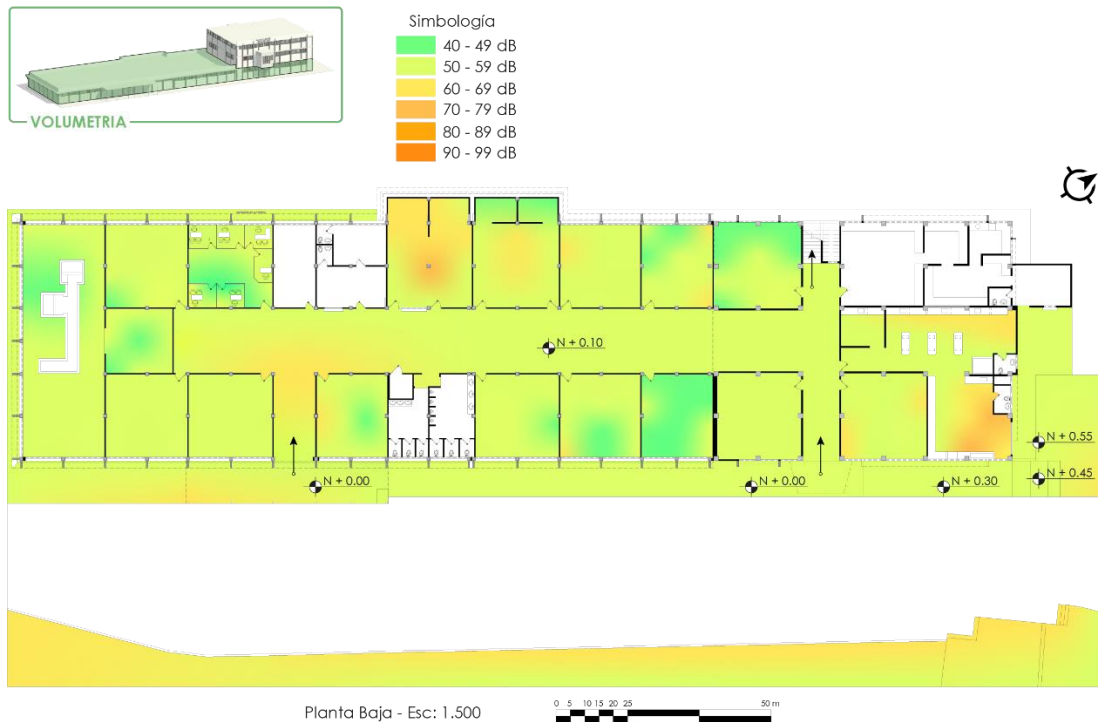 VOLUMETRIA
Simbología
40 - 49 dB
50 - 59 dB
60 - 69 dB
70 - 79 dB
80 - 89 dB
90 - 99 dB
N + 0.10
N + 0.55
N + 0.00
N + 0.00
N + 0.30
N + 0.45
Planta Baja - Esc: 1.500
0 5 10 15 20 25 50 m